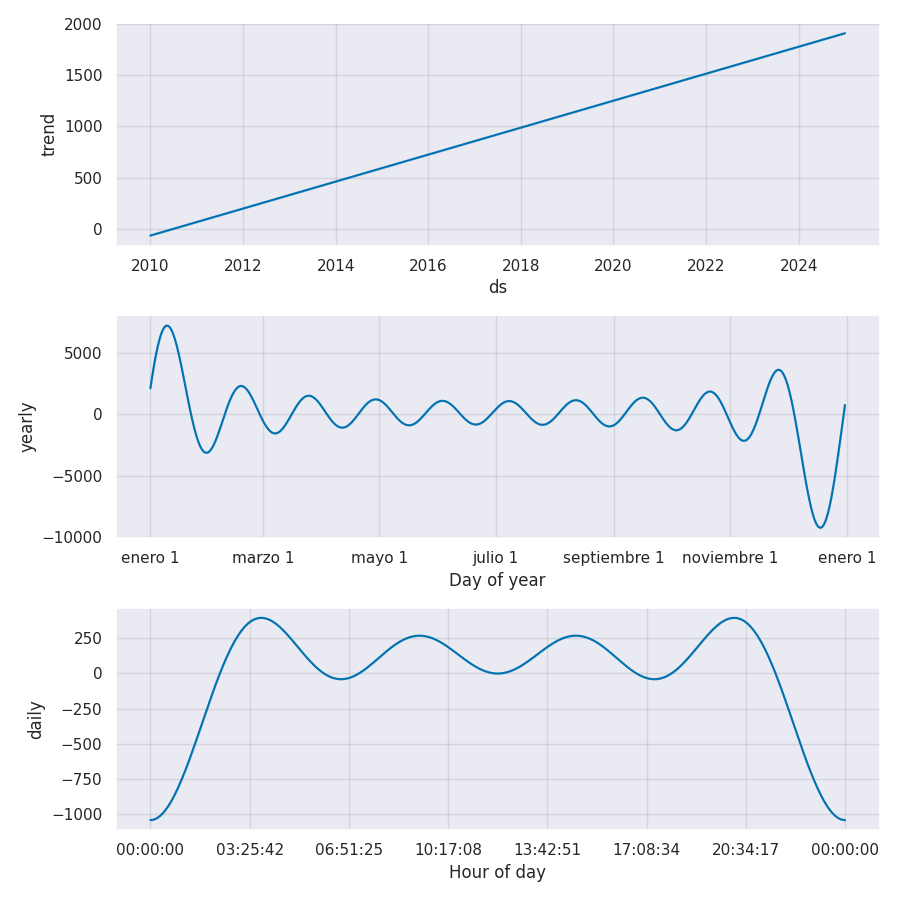 2000
1500
1000
500
0
trend
2010 2012 2014 2016 2018 2020 2022 2024
ds
5000
0
−5000
−10000
yearly
enero 1 marzo 1 mayo 1 julio 1 septiembre 1 noviembre 1 enero 1
Day of year
250
0
−250
−500
−750
−1000
daily
00:00:00 03:25:42 06:51:25 10:17:08 13:42:51 17:08:34 20:34:17 00:00:00
Hour of day